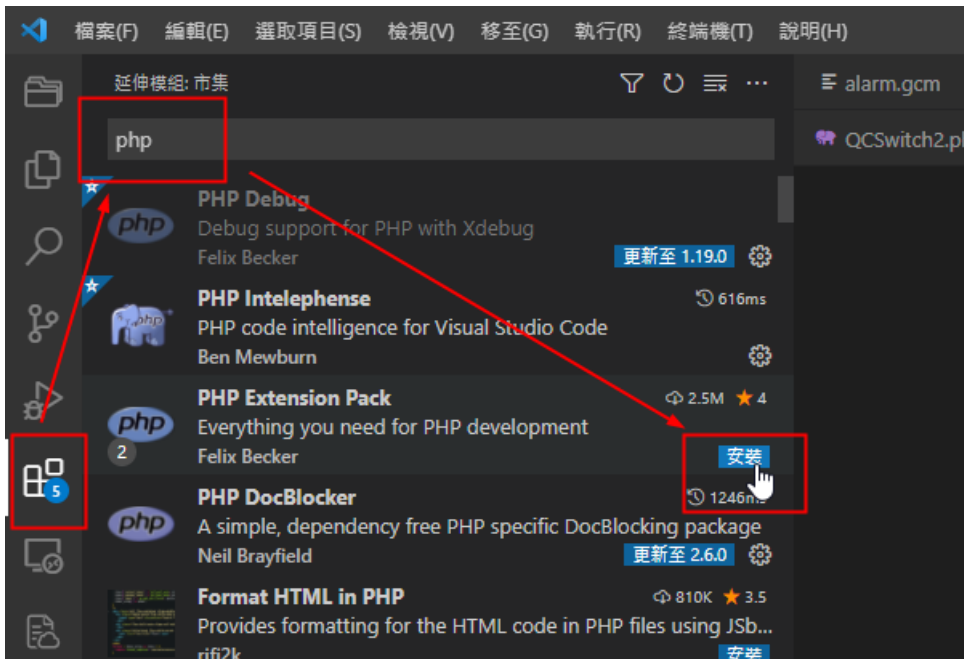 檔案(F) 編輯(E) 選取項目(S) 檢視(V) 移至(G) 執行(R) 終端機(T) 說明(H)
延伸模組: 市集
alarm.gcm
php
QCSwitch2.p
PHP Debug
php
Debug support for PHP with Xdebug
Felix Becker
更新至 1.19.0
PHP Intelephense
616ms
php
PHP code intelligence for Visual Studio Code
Ben Mewburn
PHP Extension Pack
2.5M ★ 4
php
Everything you need for PHP development
2
Felix Becker
安裝
5
PHP DocBlocker
1246ms
php
A simple, dependency free PHP specific DocBlocking package
Neil Brayfield
更新至 2.6.0
Format HTML in PHP
810K ★ 3.5
Provides formatting for the HTML code in PHP files using JSb...
rifi2k
安裝